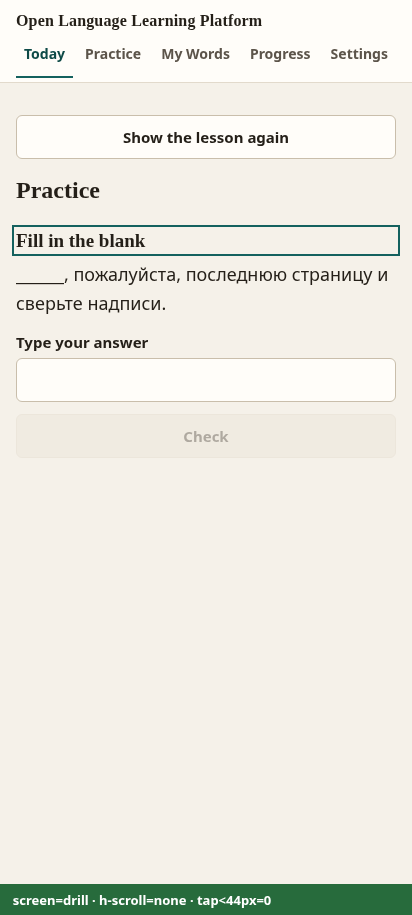 Open Language Learning Platform
Today Practice My Words Progress Settings
Show the lesson again
Practice
Fill in the blank
______, пожалуйста, последнюю страницу и
сверьте надписи.
Type your answer
Check
screen=drill · h-scroll=none · tap<44px=0